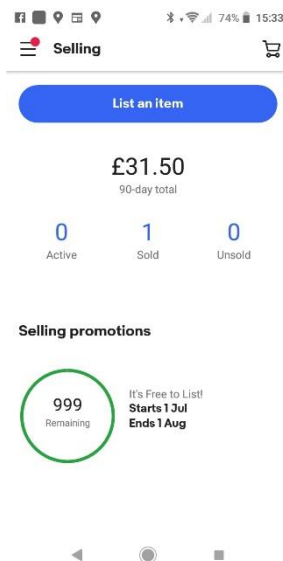 74% 15:33
Selling
List an item
£31.50
90-day total
0 1 0
Active Sold Unsold
Selling promotions
999
Remaining
It's Free to List!
Starts 1 Jul
Ends 1 Aug